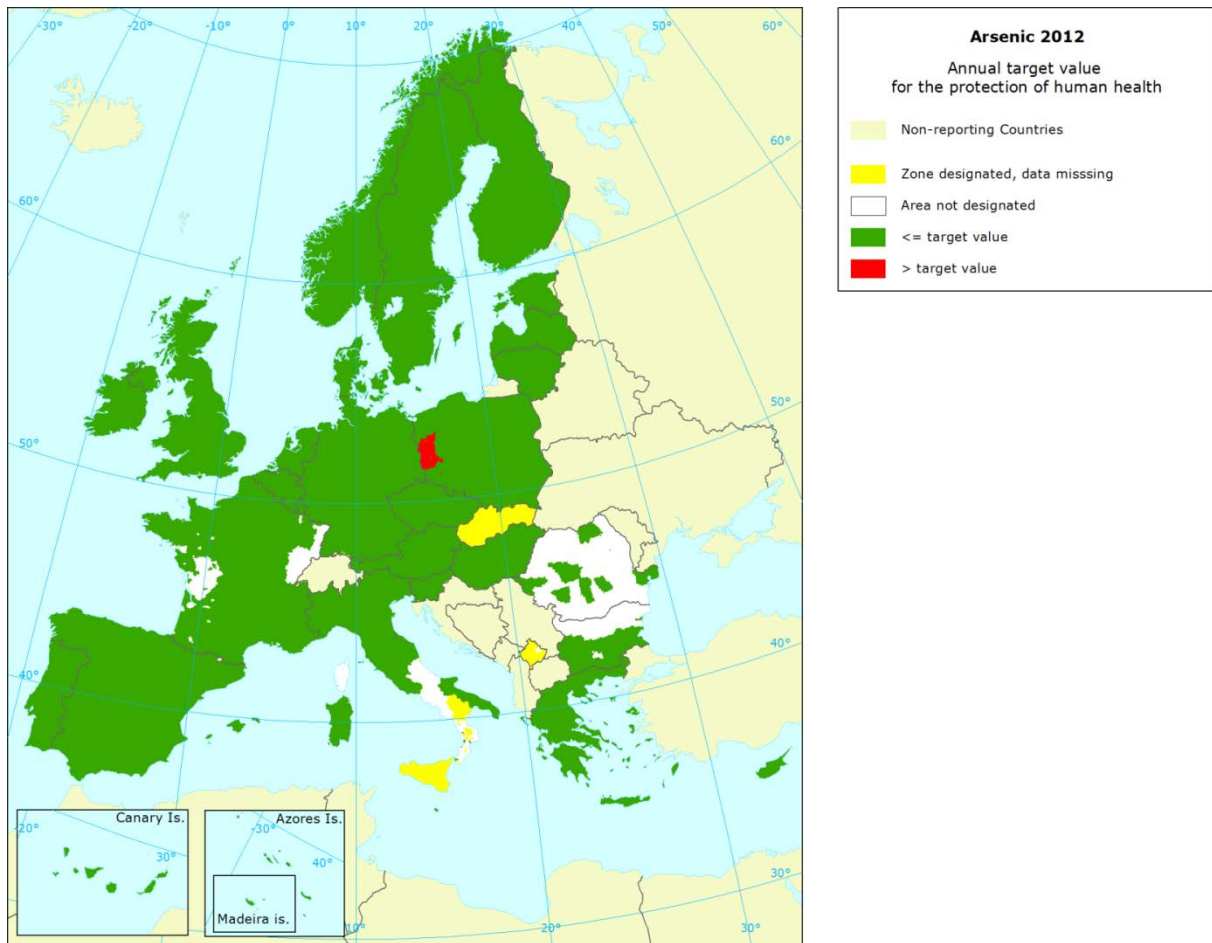 -30° -20° -10° 0° 10° 20° 30° 40° 50° 60°
60°
60°
60°
50°
50°
40°
40°
30°
Canary Is.
-20°
30°
Azores Is.
-30°
40°
Madeira is.
10° 20° 30°
Arsenic 2012
Annual target value
for the protection of human health
Non-reporting Countries
Zone designated, data misssing
Area not designated
<= target value
> target value